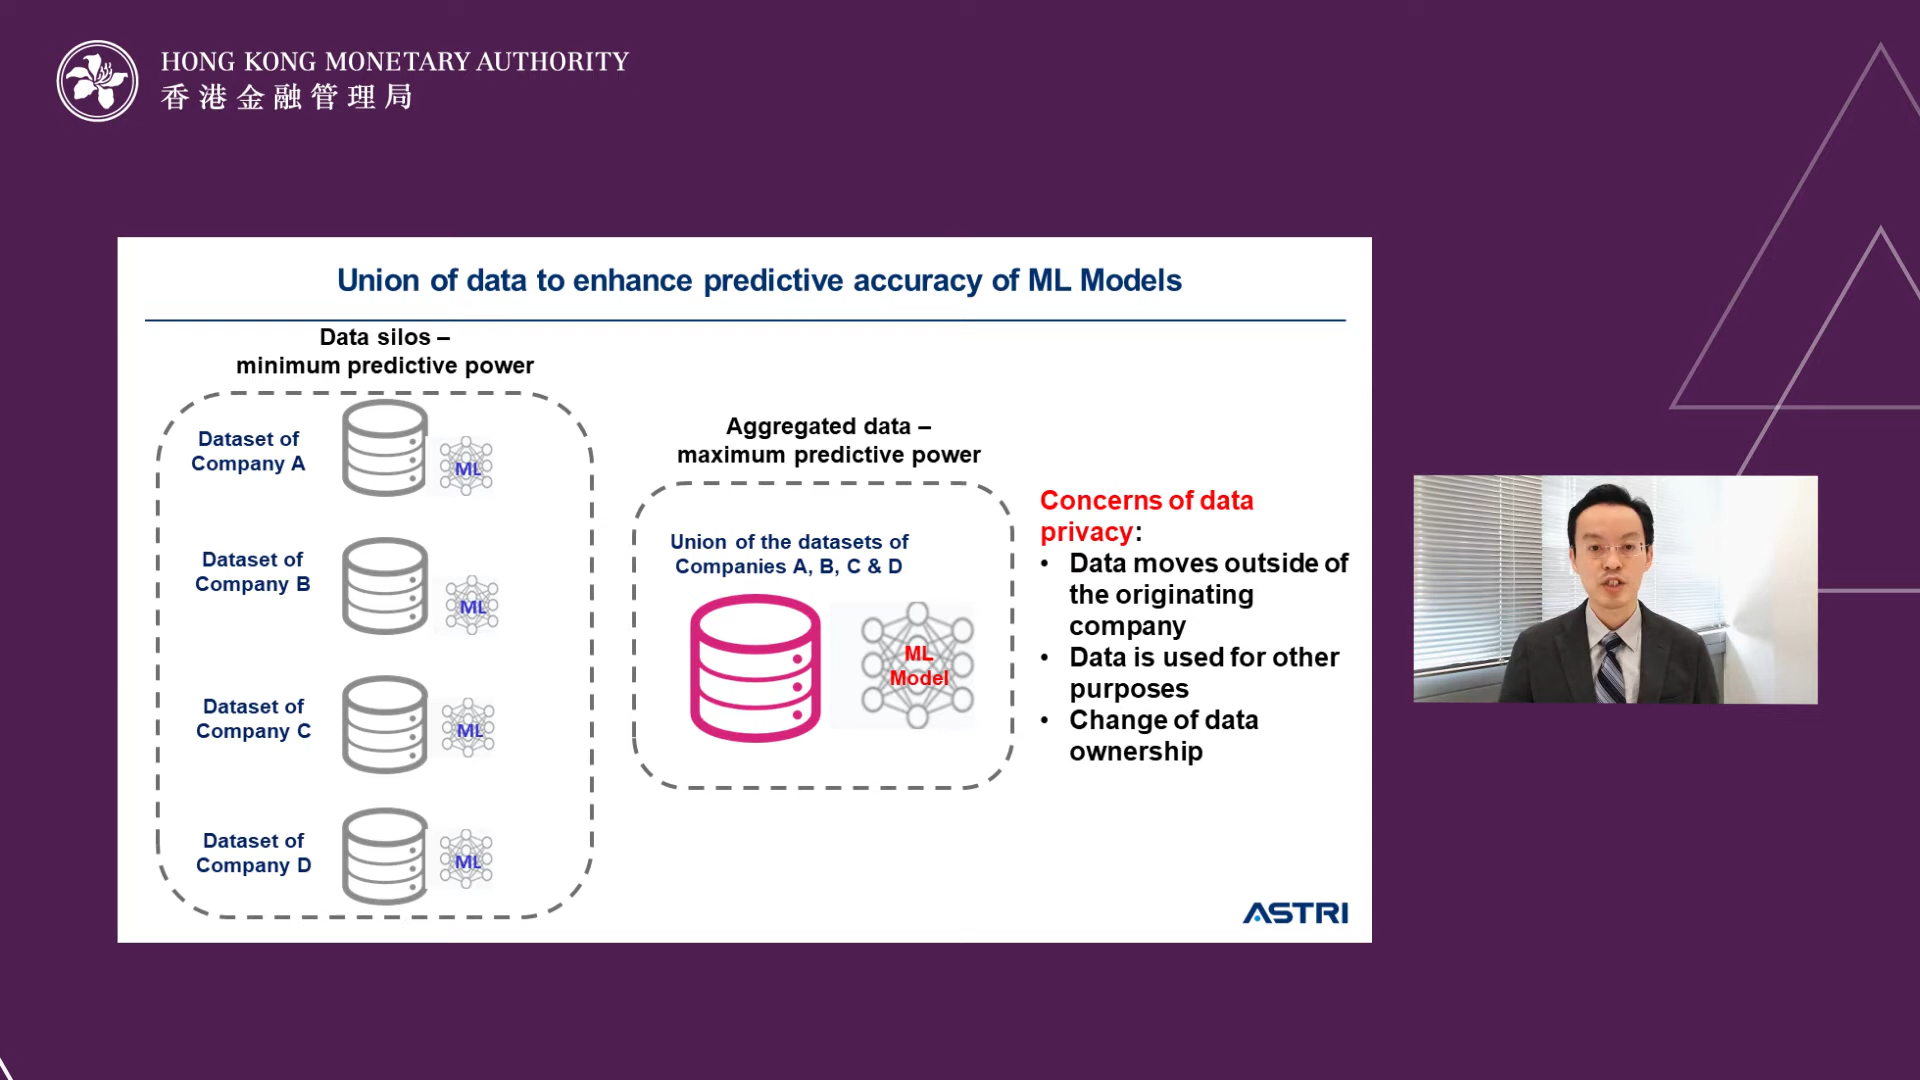 HONG KONG MONETARY AUTHORITY
香港金融管理局
Union of data to enhance predictive accuracy of ML Models
Data silos –
minimum predictive power
Dataset of
Company A
ML
Dataset of
Company B
ML
Dataset of
Company C
ML
Dataset of
Company D
ML
Aggregated data –
maximum predictive power
Union of the datasets of
Companies A, B, C & D
ML
Model
Concerns of data
privacy:
• Data moves outside of
the originating
company
• Data is used for other
purposes
• Change of data
ownership
ASTRI